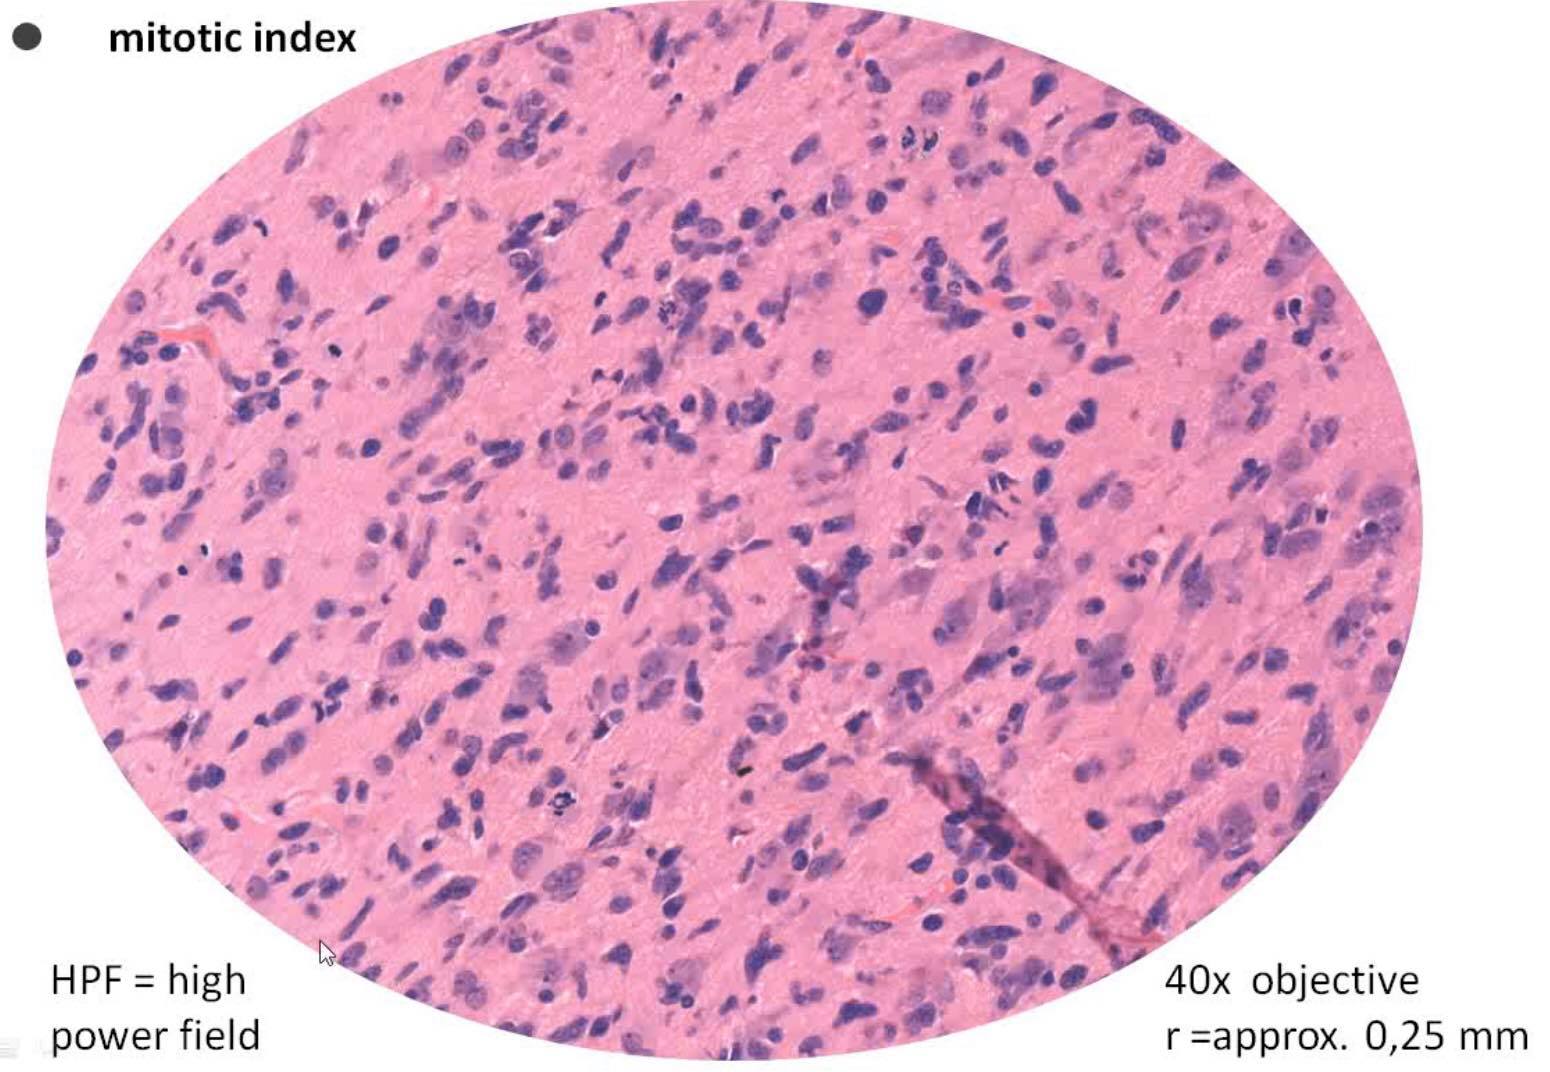 ● mitotic index
HPF = high
power field
40x objective
r =approx. 0,25 mm